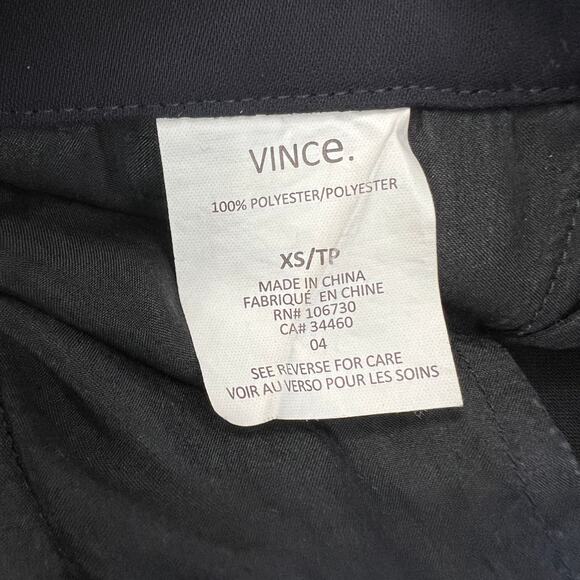 VINCe.
100% POLYESTER/POLYESTER
XS/TP
MADE IN CHINA
FABRIQUÉ EN CHINE
RN# 106730
CA# 34460
04
SEE REVERSE FOR CARE
VOIR AU VERSO POUR LES SOINS